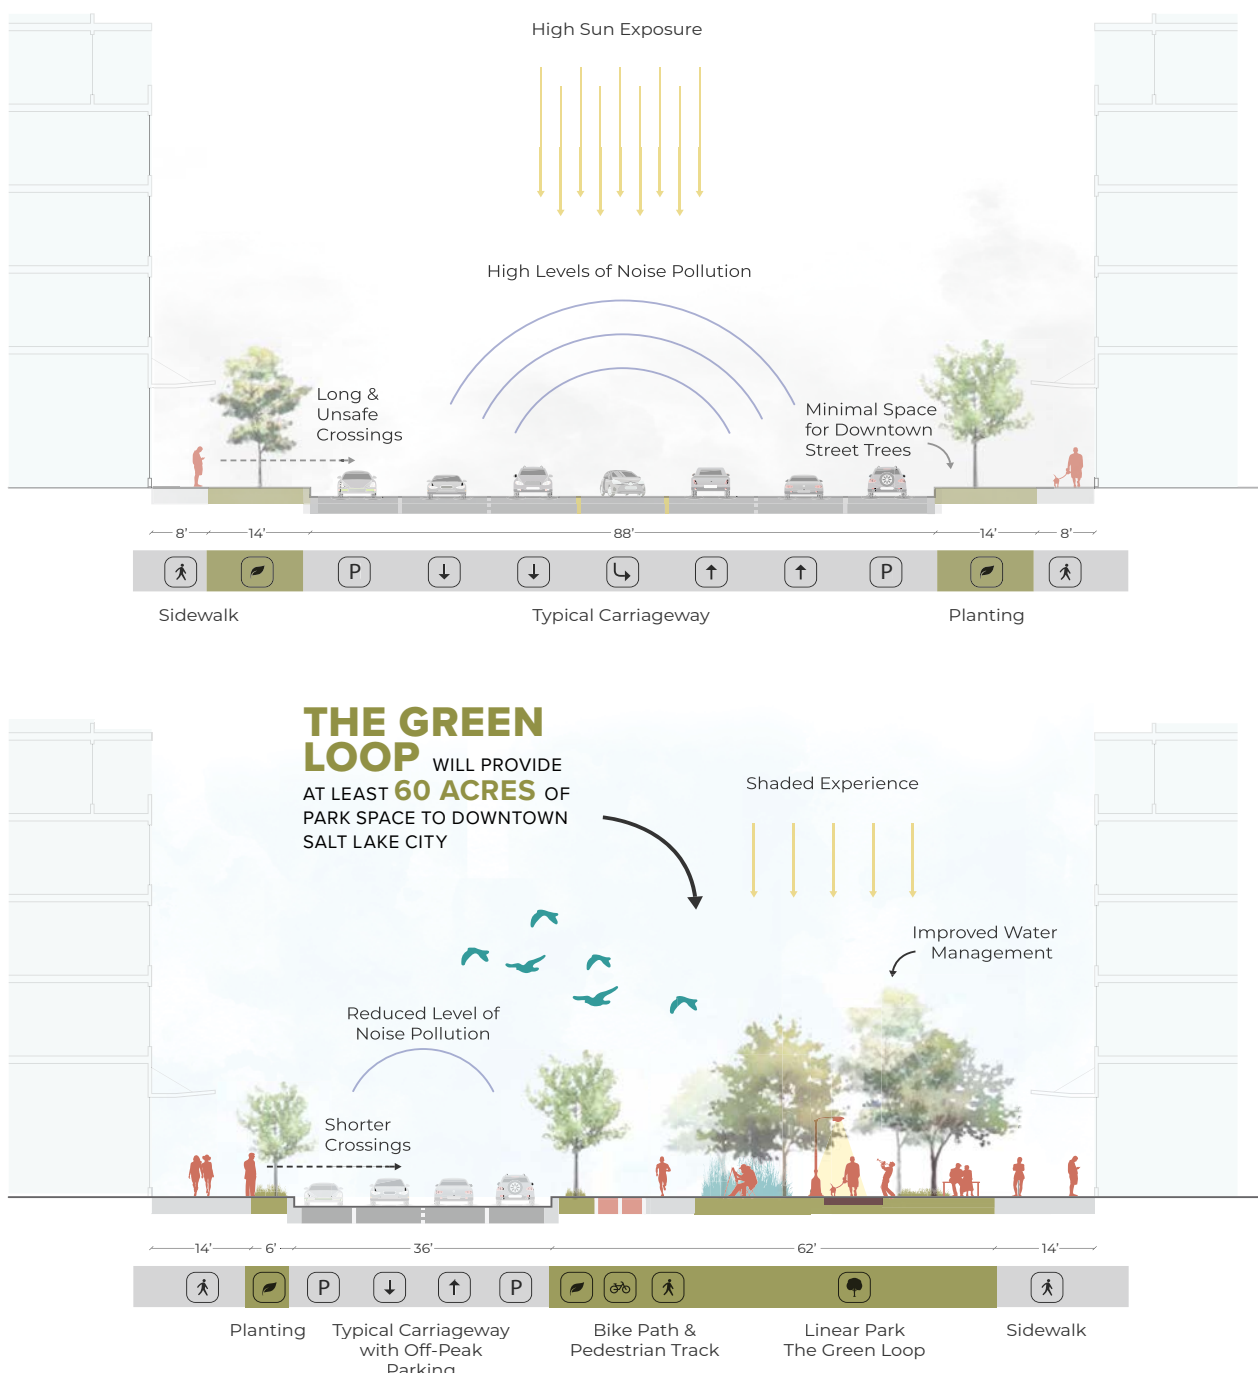 High Sun Exposure
High Levels of Noise Pollution
Long &
Unsafe
Crossings
Minimal Space
for Downtown
Street Trees
8’ 14’ 88’ 14’ 8’
P P
Sidewalk Typical Carriageway Planting
THE GREEN
LOOP WILL PROVIDE
AT LEAST 60 ACRES OF
PARK SPACE TO DOWNTOWN
SALT LAKE CITY
Shaded Experience
Improved Water
Management
Reduced Level of
Noise Pollution
Shorter
Crossings
14’ 6’ 36’ 62’ 14’
P P
Planting
Typical Carriageway
with Off-Peak
Parking
Bike Path &
Pedestrian Track
Linear Park
The Green Loop
Sidewalk